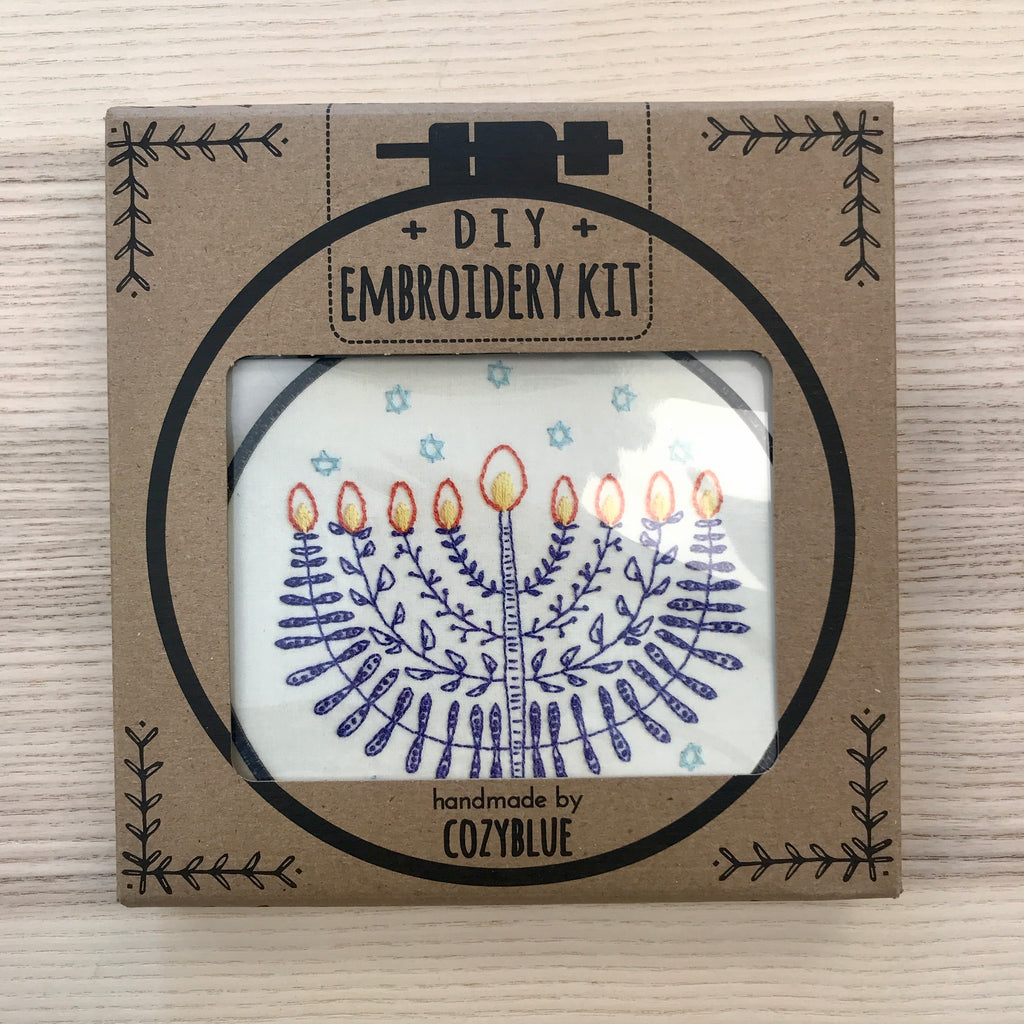 + DIY +
EMBROIDERY KIT
handmade by
COZYBLUE